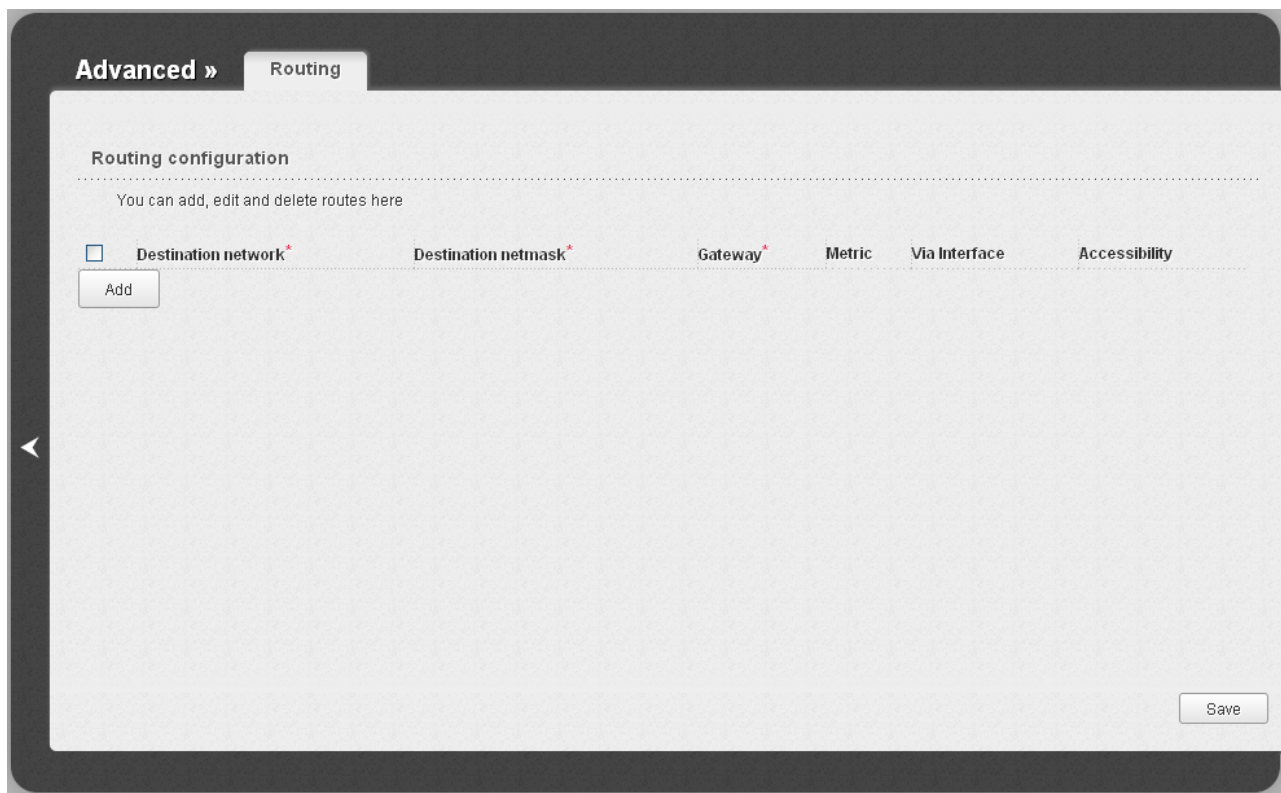 Advanced » Routing
Routing configuration
You can add, edit and delete routes here
Destination network* Destination netmask* Gateway* Metric Via Interface Accessibility
Add
Save